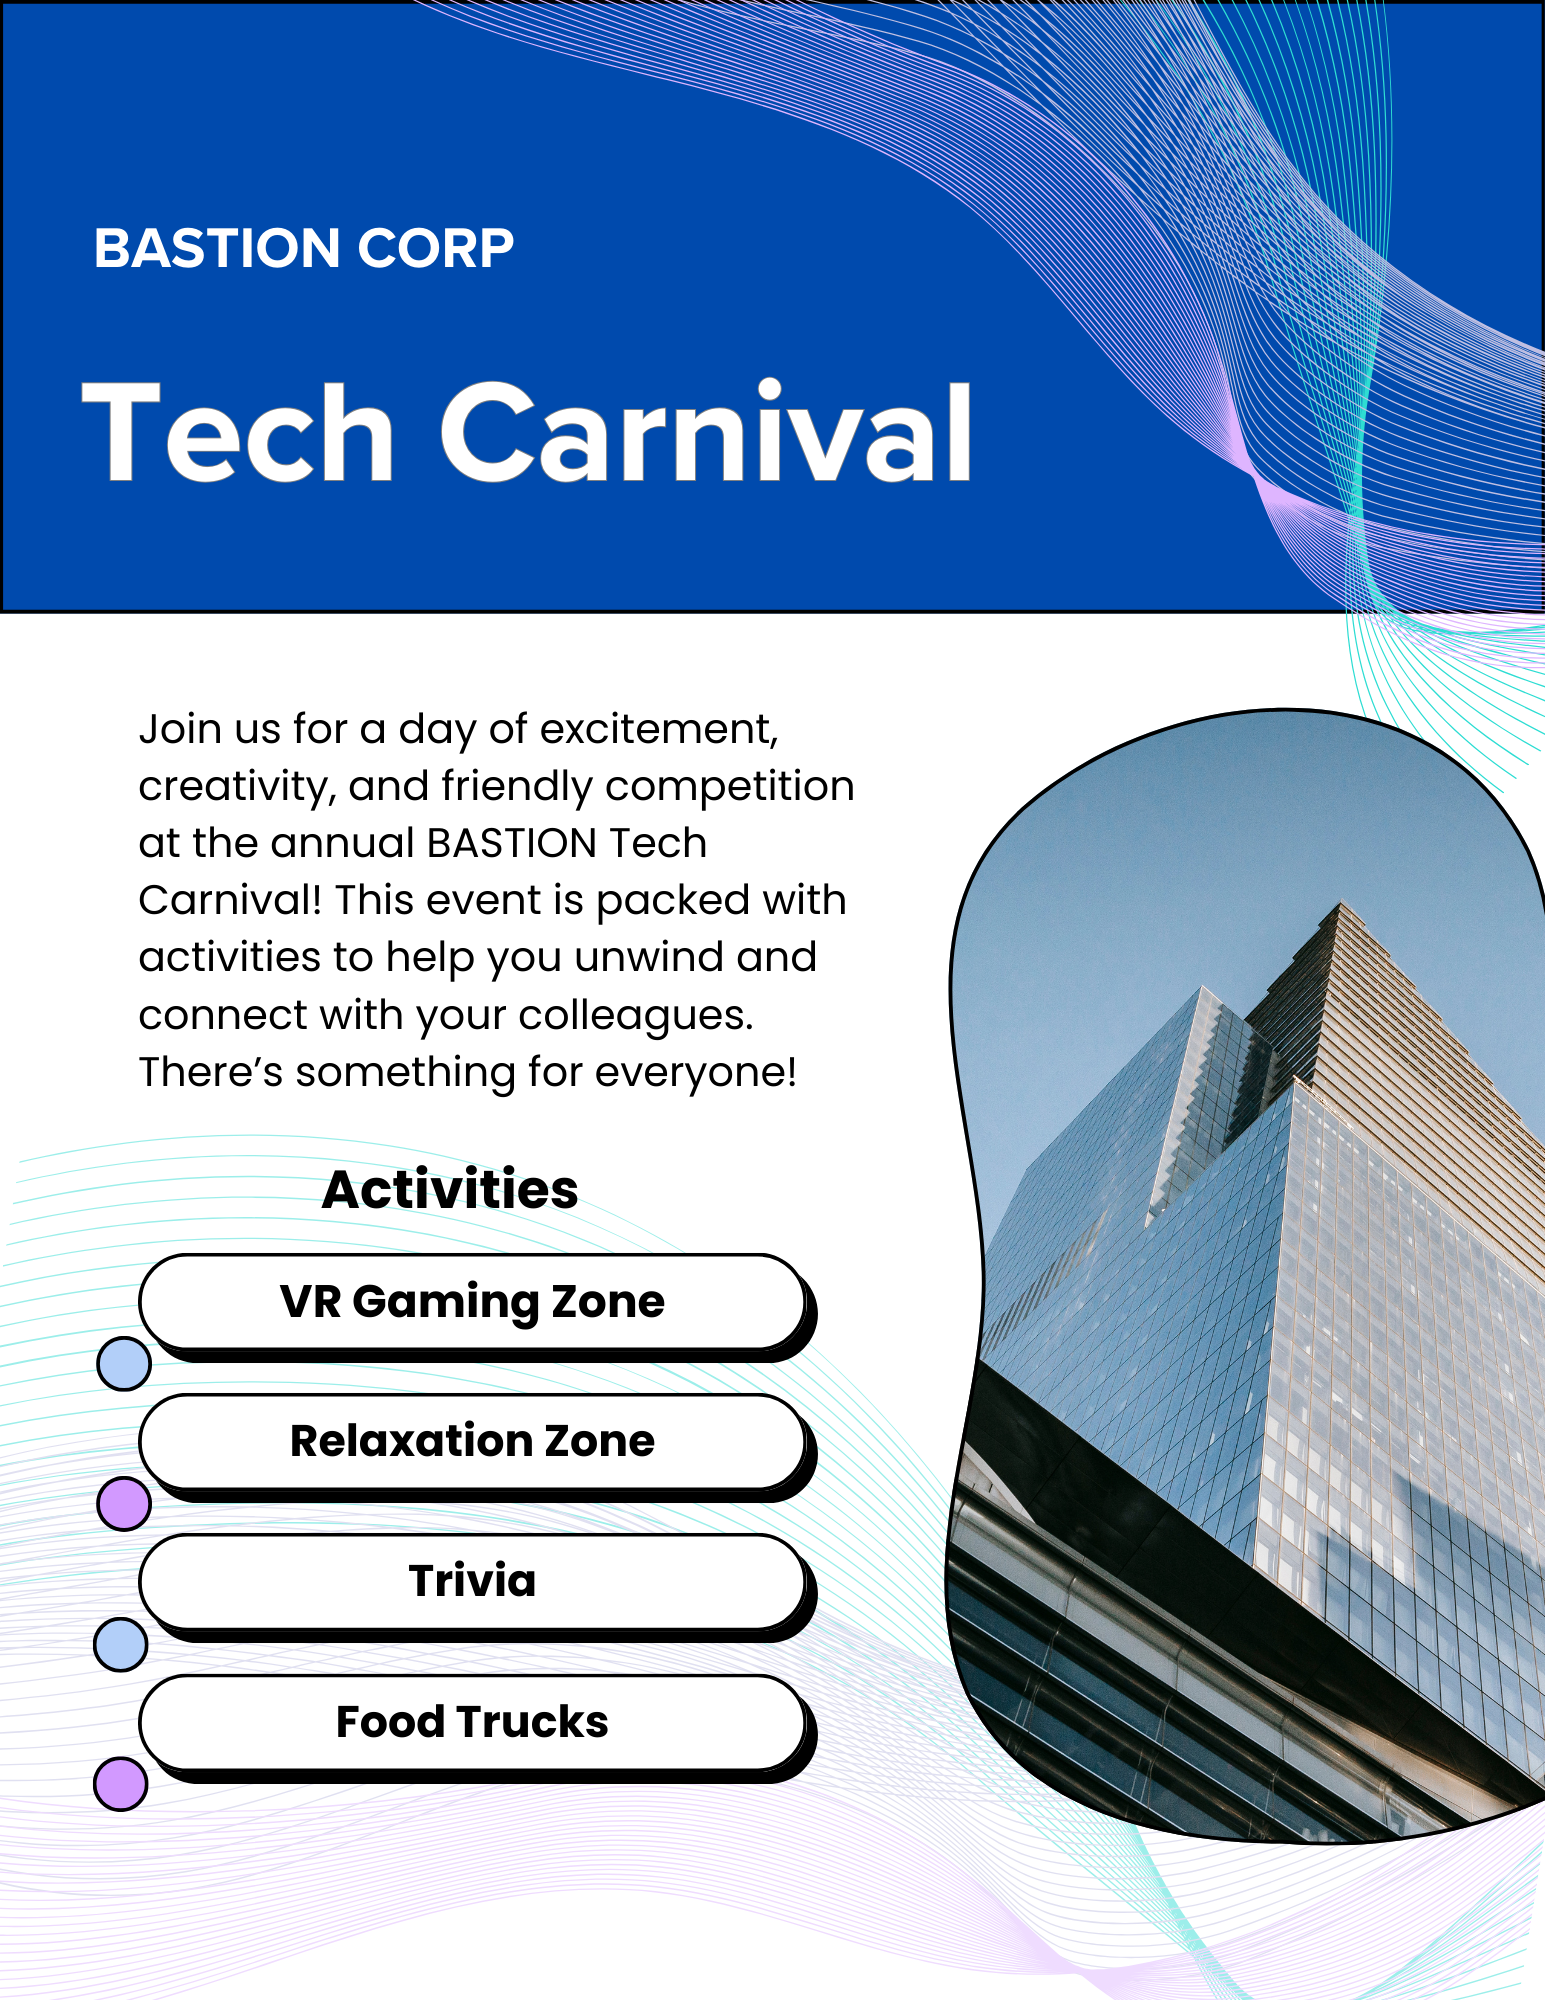 BASTION CORP
Tech Carnival
Join us for a day of excitement,
creativity, and friendly competition
at the annual BASTION Tech
Carnival! This event is packed with
activities to help you unwind and
connect with your colleagues.
There’s something for everyone!
Activities
VR Gaming Zone
Relaxation Zone
Trivia
Food Trucks